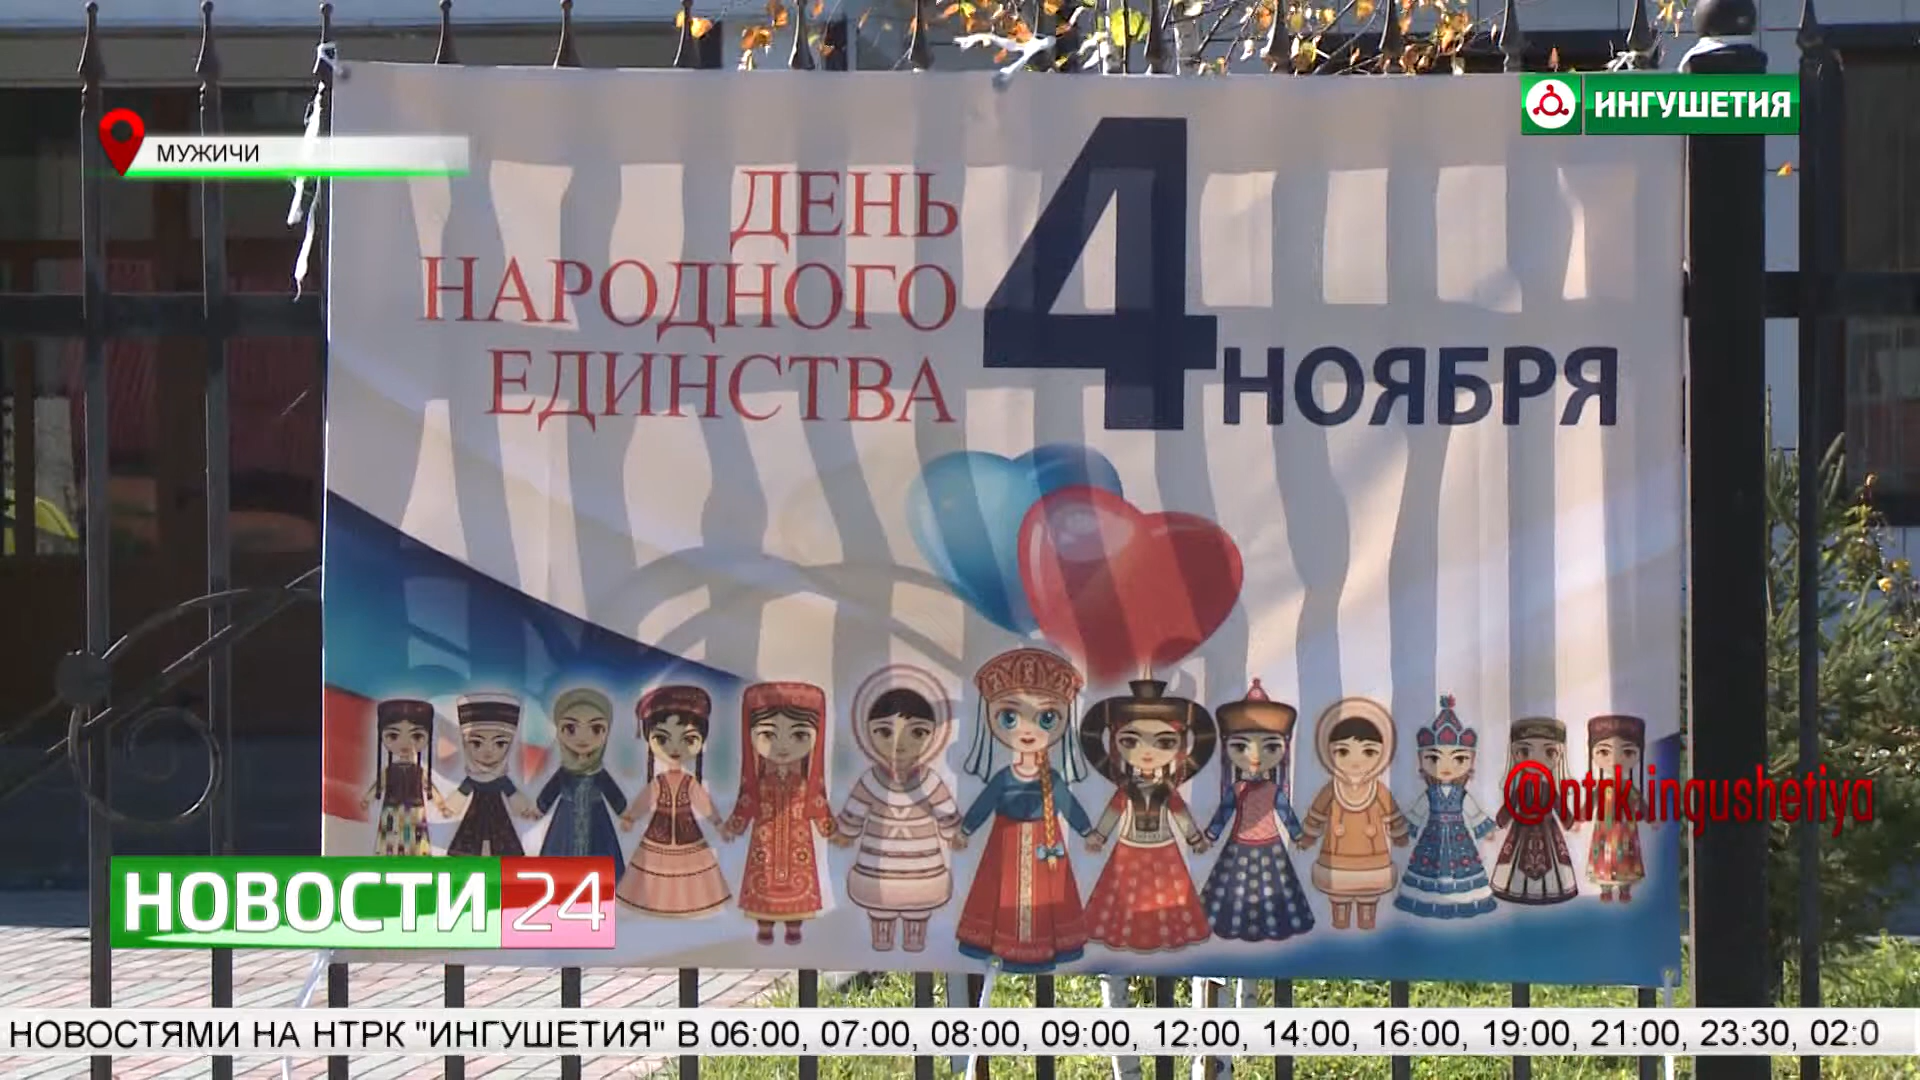 ИНГУШЕТИЯ
МУЖИЧИ
ДЕНЬ
НАРОДНОГО
ЕДИНСТВА
4
НОЯБРЯ
@ntrk.ingushetiya
НОВОСТИ 24
НОВОСТЯМИ НА НТРК "ИНГУШЕТИЯ" В 06:00, 07:00, 08:00, 09:00, 12:00, 14:00, 16:00, 19:00, 21:00, 23:30, 02:0